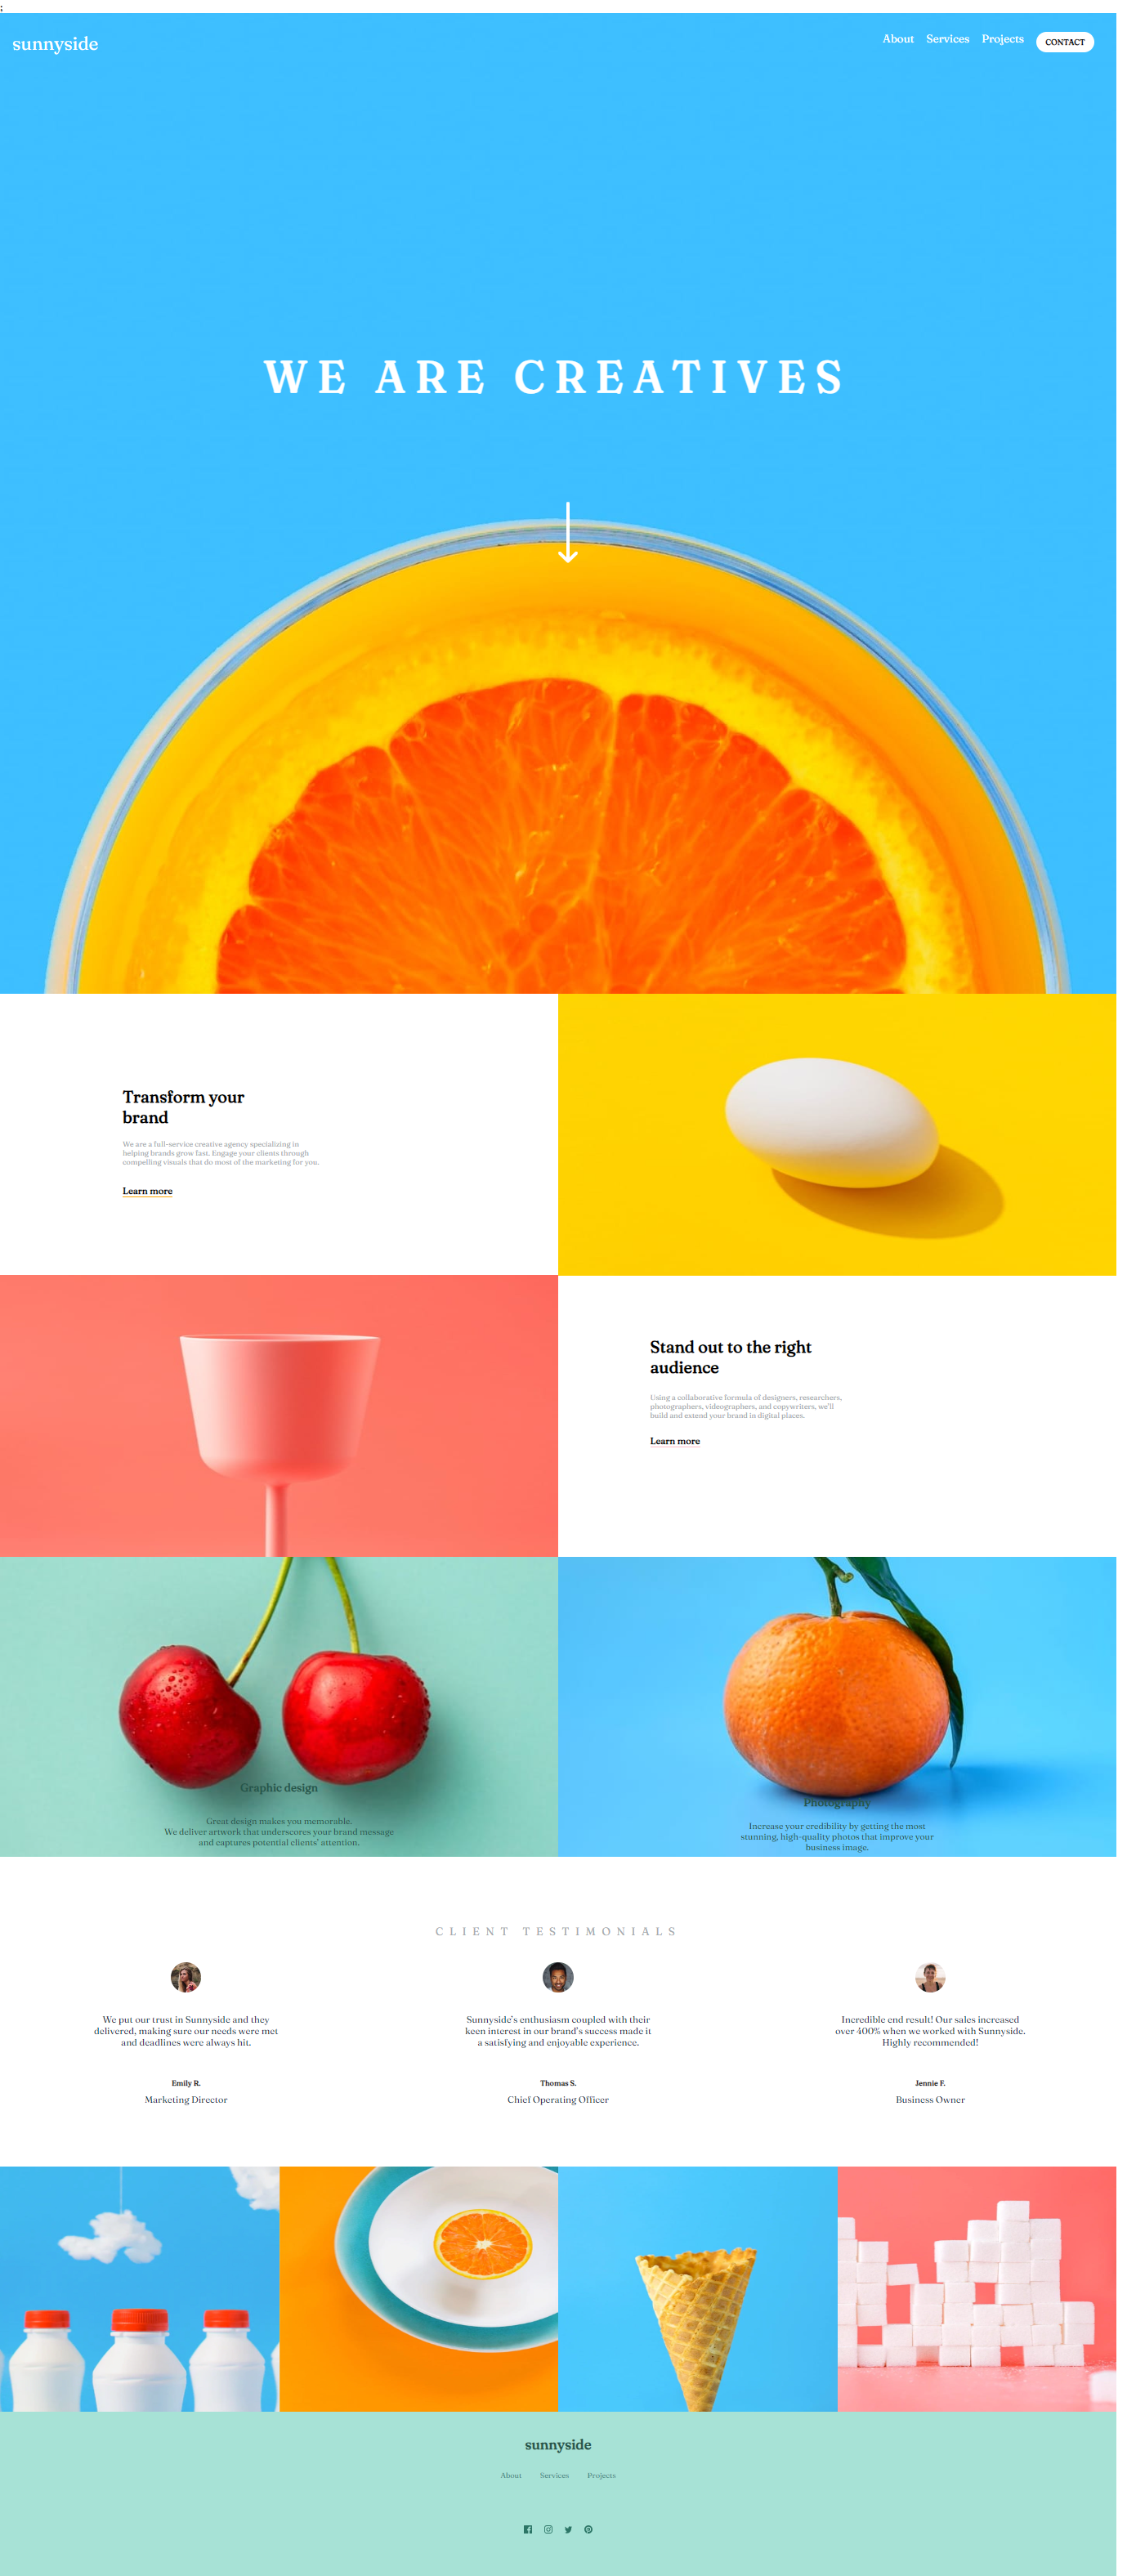 ;
sunnyside
About Services Projects CONTACT
WE ARE CREATIVES
Transform your
brand
We are a full-service creative agency specializing in
helping brands grow fast. Engage your clients through
compelling visuals that do most of the marketing for you.
Learn more
Stand out to the right
audience
Using a collaborative formula of designers, researchers,
photographers, videographers, and copywriters, we'll
build and extend your brand in digital places.
Learn more
Graphic design
Great design makes you memorable.
We deliver artwork that underscores your brand message
and captures potential clients' attention.
Photography
Increase your credibility by getting the most
stunning, high-quality photos that improve your
business image.
CLIENT TESTIMONIALS
We put our trust in Sunnyside and they
delivered, making sure our needs were met
and deadlines were always hit.
Emily R.
Marketing Director
Sunnyside's enthusiasm coupled with their
keen interest in our brand's success made it
a satisfying and enjoyable experience.
Thomas S.
Chief Operating Officer
Incredible end result! Our sales increased
over 400% when we worked with Sunnyside.
Highly recommended!
Jennie F.
Business Owner
sunnyside
About Services Projects